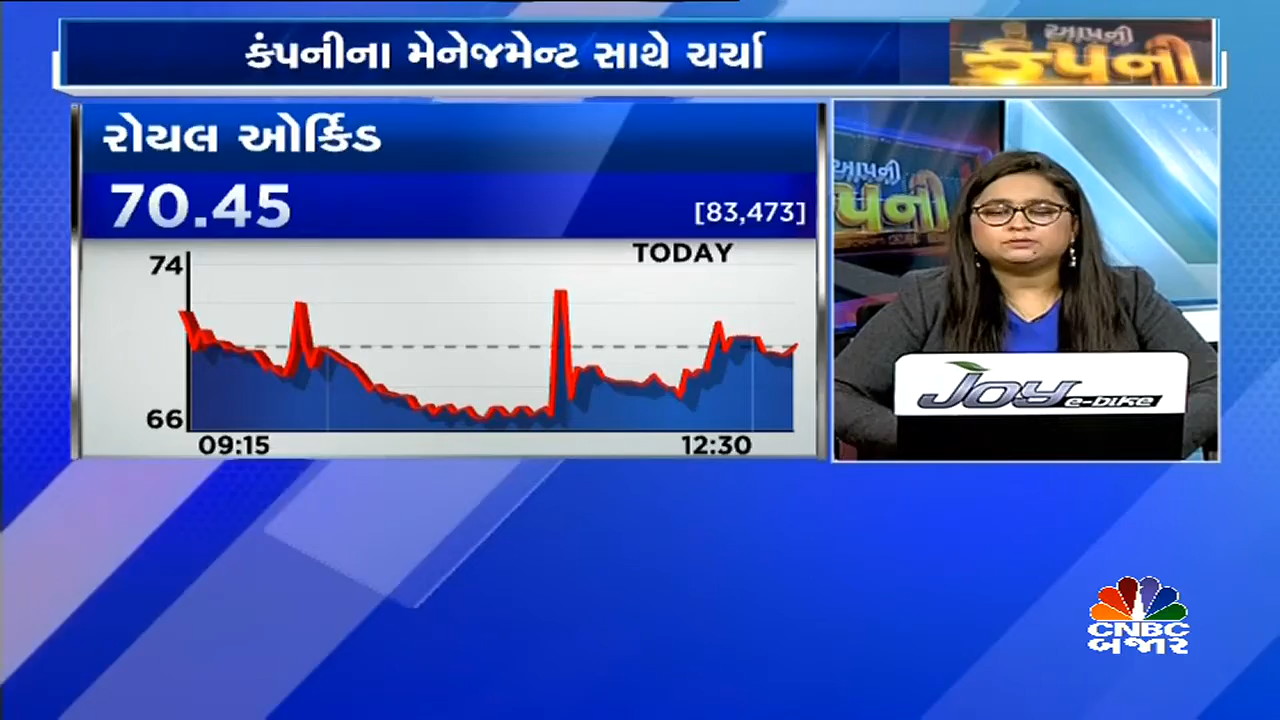 કંપનીના મેનેજમેન્ટ સાથે ચર્ચા
આપની
કંપની
રોયલ ઓર્કિડ
70.45
[83,473]
TODAY
74
66
09:15
12:30
આપની
Joy
e-bike
CNBC
બજાર